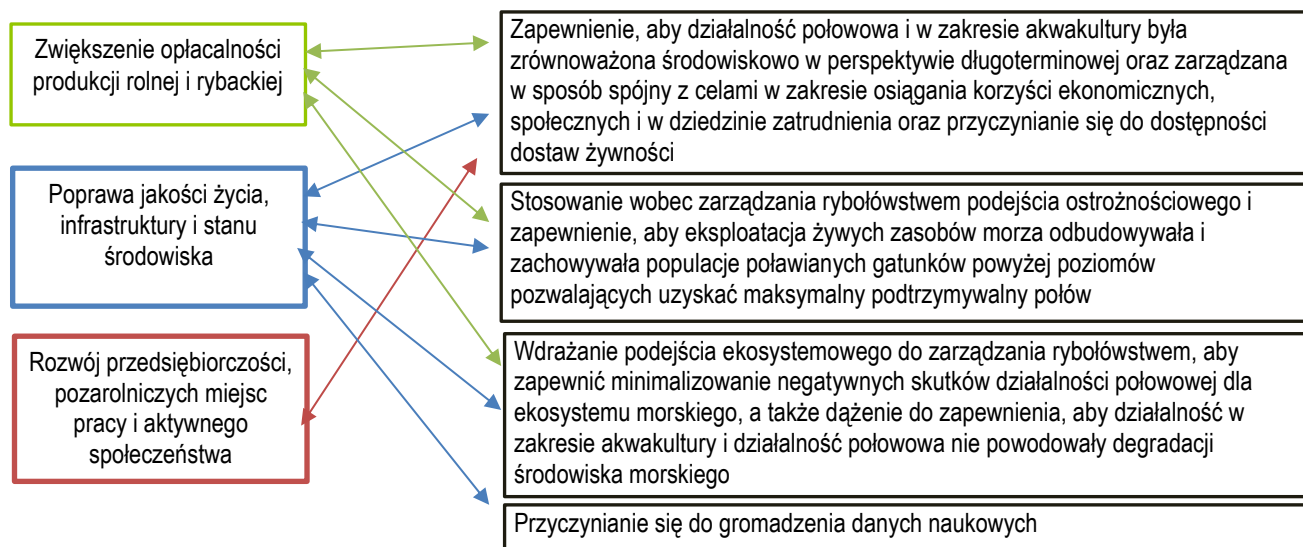 Zwiększenie opłacalności
produkcji rolnej i rybackiej
Poprawa jakości życia,
infrastruktury i stanu
środowiska
Rozwój przedsiębiorczości,
pozarolniczych miejsc
pracy i aktywnego
społeczeństwa
Zapewnienie, aby działalność połowowa i w zakresie akwakultury była
zrównoważona środowiskowo w perspektywie długoterminowej oraz zarządzana
w sposób spójny z celami w zakresie osiągania korzyści ekonomicznych,
społecznych i w dziedzinie zatrudnienia oraz przyczynianie się do dostępności
dostaw żywności
Stosowanie wobec zarządzania rybołówstwem podejścia ostrożnościowego i
zapewnienie, aby eksploatacja żywych zasobów morza odbudowywała i
zachowywała populacje poławianych gatunków powyżej poziomów
pozwalających uzyskać maksymalny podtrzymywalny połów
Wdrażanie podejścia ekosystemowego do zarządzania rybołówstwem, aby
zapewnić minimalizowanie negatywnych skutków działalności połowowej dla
ekosystemu morskiego, a także dążenie do zapewnienia, aby działalność w
zakresie akwakultury i działalność połowowa nie powodowały degradacji
środowiska morskiego
Przyczynianie się do gromadzenia danych naukowych